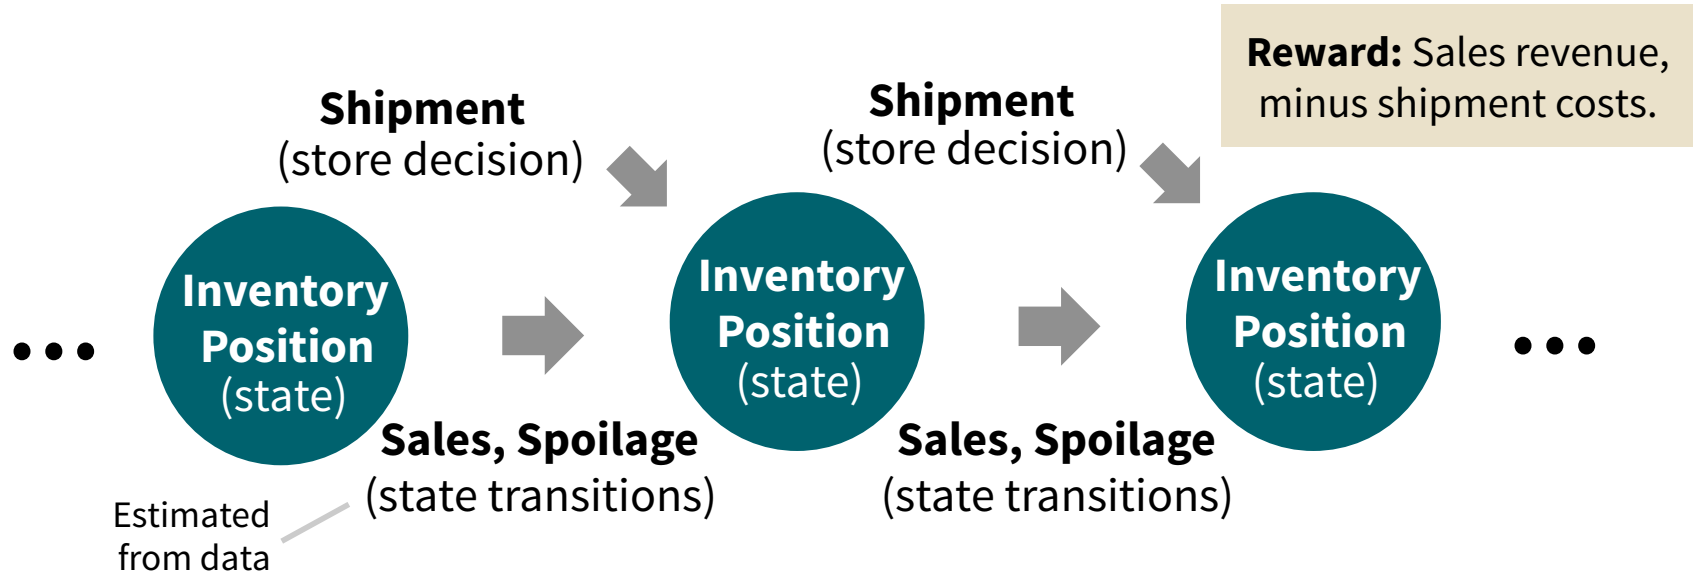 Reward: Sales revenue,
minus shipment costs.
Shipment
(store decision)
Shipment
(store decision)
Inventory
Position
(state)
Inventory
Position
(state)
Inventory
Position
(state)
Sales, Spoilage
(state transitions)
Sales, Spoilage
(state transitions)
Estimated
from data